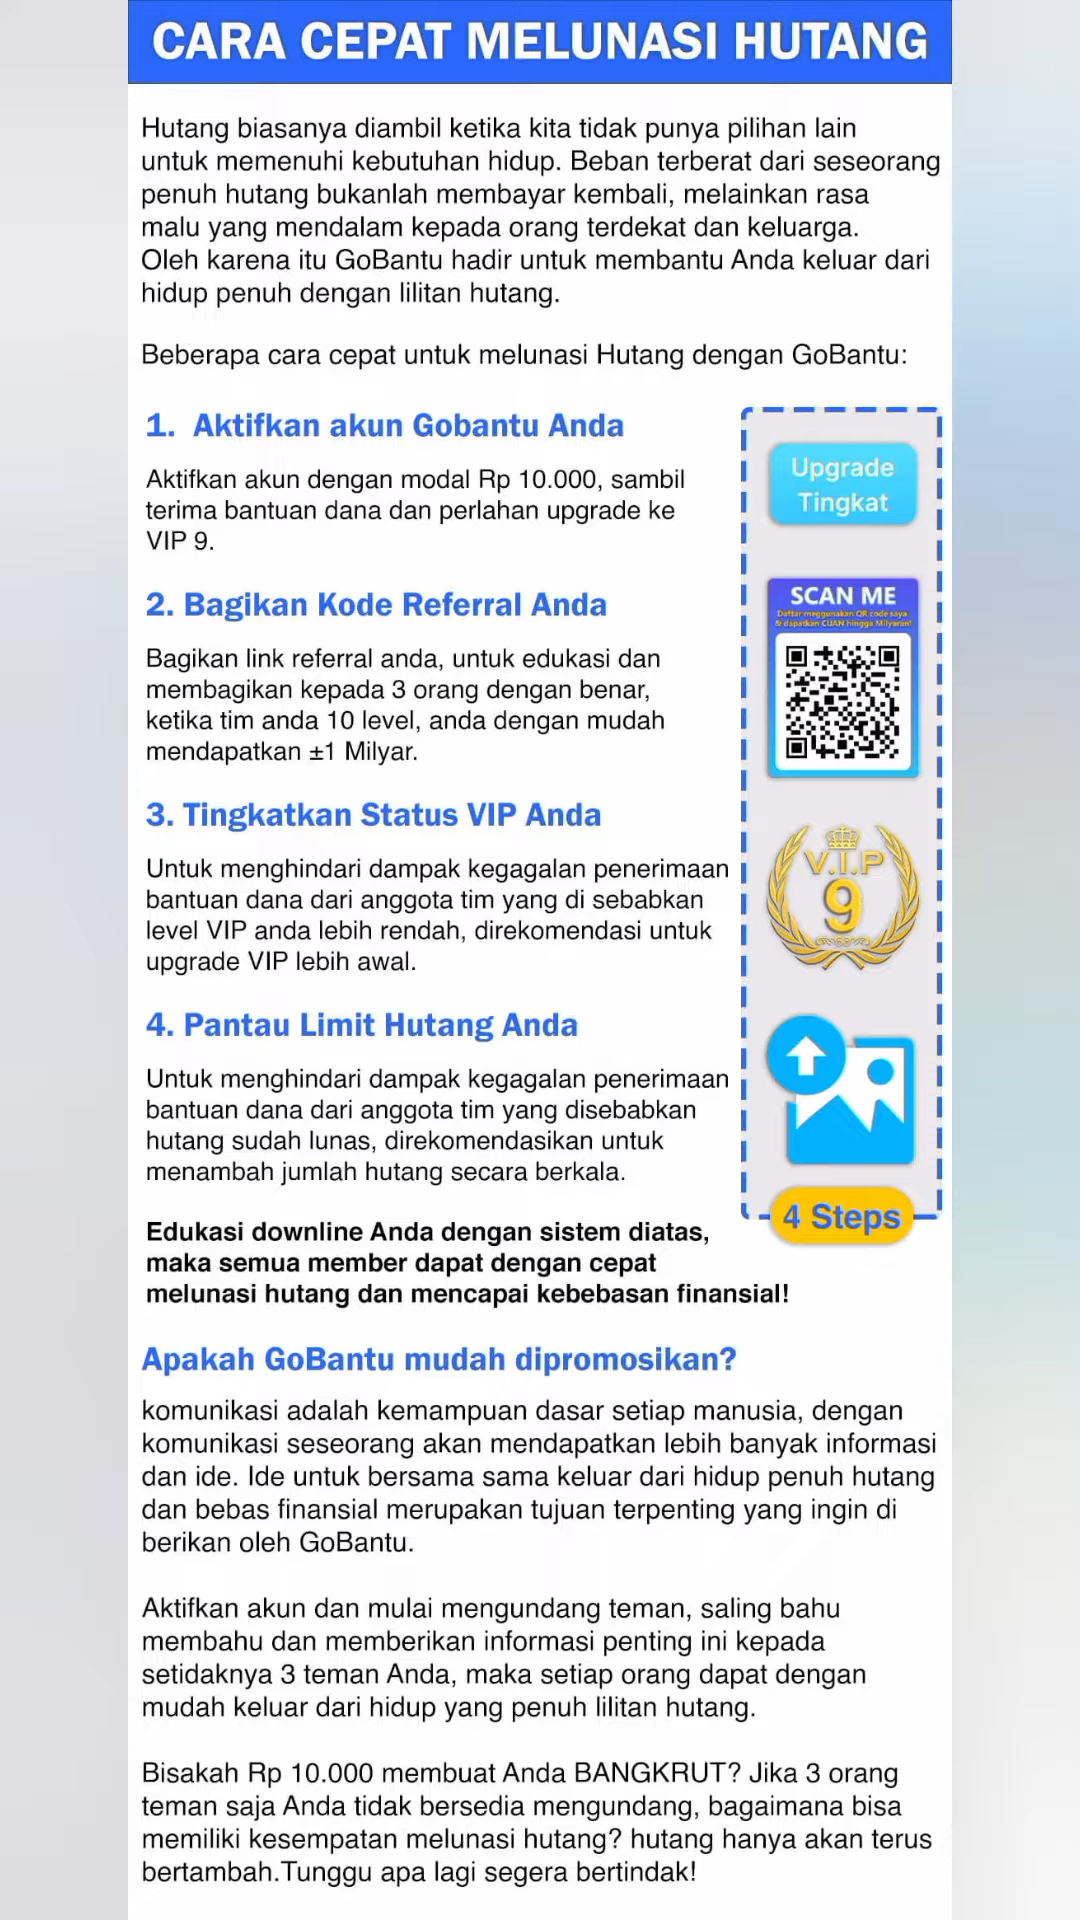 CARA CEPAT MELUNASI HUTANG
Hutang biasanya diambil ketika kita tidak punya pilihan lain
untuk memenuhi kebutuhan hidup. Beban terberat dari seseorang
penuh hutang bukanlah membayar kembali, melainkan rasa
malu yang mendalam kepada orang terdekat dan keluarga.
Oleh karena itu GoBantu hadir untuk membantu Anda keluar dari
hidup penuh dengan lilitan hutang.
Beberapa cara cepat untuk melunasi Hutang dengan GoBantu:
1. Aktifkan akun Gobantu Anda
Aktifkan akun dengan modal Rp 10.000, sambil
terima bantuan dana dan perlahan upgrade ke
VIP 9.
2. Bagikan Kode Referral Anda
Bagikan link referral anda, untuk edukasi dan
membagikan kepada 3 orang dengan benar,
ketika tim anda 10 level, anda dengan mudah
mendapatkan ±1 Milyar.
3. Tingkatkan Status VIP Anda
Untuk menghindari dampak kegagalan penerimaan
bantuan dana dari anggota tim yang di sebabkan
level VIP anda lebih rendah, direkomendasi untuk
upgrade VIP lebih awal.
4. Pantau Limit Hutang Anda
Untuk menghindari dampak kegagalan penerimaan
bantuan dana dari anggota tim yang disebabkan
hutang sudah lunas, direkomendasikan untuk
menambah jumlah hutang secara berkala.
Upgrade
Tingkat
SCAN ME
Daftar meggunakan QR code saya
& dapatkan CUAN hingga Milyaran!
V.I.P
9
4 Steps
Edukasi downline Anda dengan sistem diatas,
maka semua member dapat dengan cepat
melunasi hutang dan mencapai kebebasan finansial!
Apakah GoBantu mudah dipromosikan?
komunikasi adalah kemampuan dasar setiap manusia, dengan
komunikasi seseorang akan mendapatkan lebih banyak informasi
dan ide. Ide untuk bersama sama keluar dari hidup penuh hutang
dan bebas finansial merupakan tujuan terpenting yang ingin di
berikan oleh GoBantu.
Aktifkan akun dan mulai mengundang teman, saling bahu
membahu dan memberikan informasi penting ini kepada
setidaknya 3 teman Anda, maka setiap orang dapat dengan
mudah keluar dari hidup yang penuh lilitan hutang.
Bisakah Rp 10.000 membuat Anda BANGKRUT? Jika 3 orang
teman saja Anda tidak bersedia mengundang, bagaimana bisa
memiliki kesempatan melunasi hutang? hutang hanya akan terus
bertambah.Tunggu apa lagi segera bertindak!